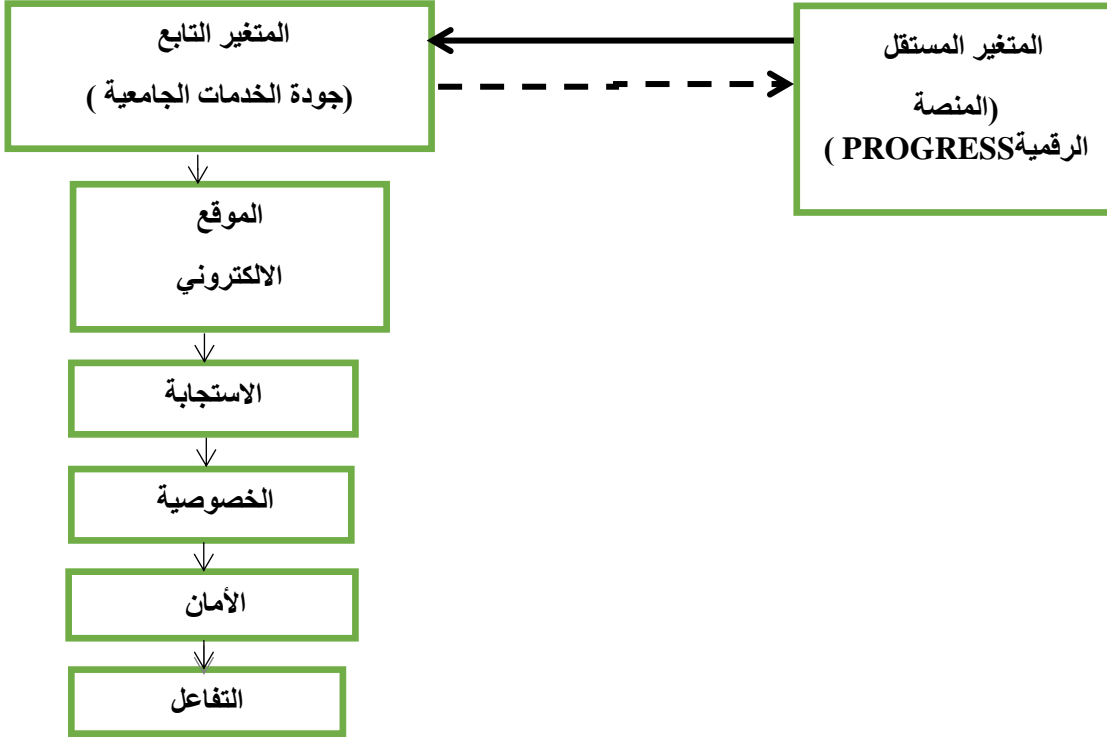 المتغير المستقل
(المنصة
الرقميةPROGRESS )
المتغير التابع
(جودة الخدمات الجامعية )
الموقع
الالكتروني
الاستجابة
الخصوصية
الأمان
التفاعل